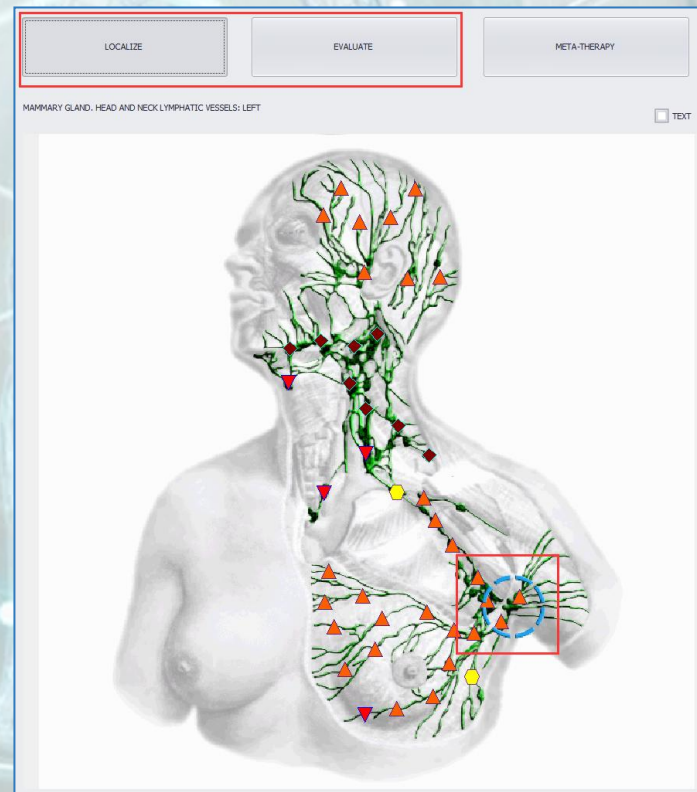 LOCALIZE
EVALUATE
META-THERAPY
MAMMARY GLAND. HEAD AND NECK LYMPHATIC VESSELS: LEFT
TEXT